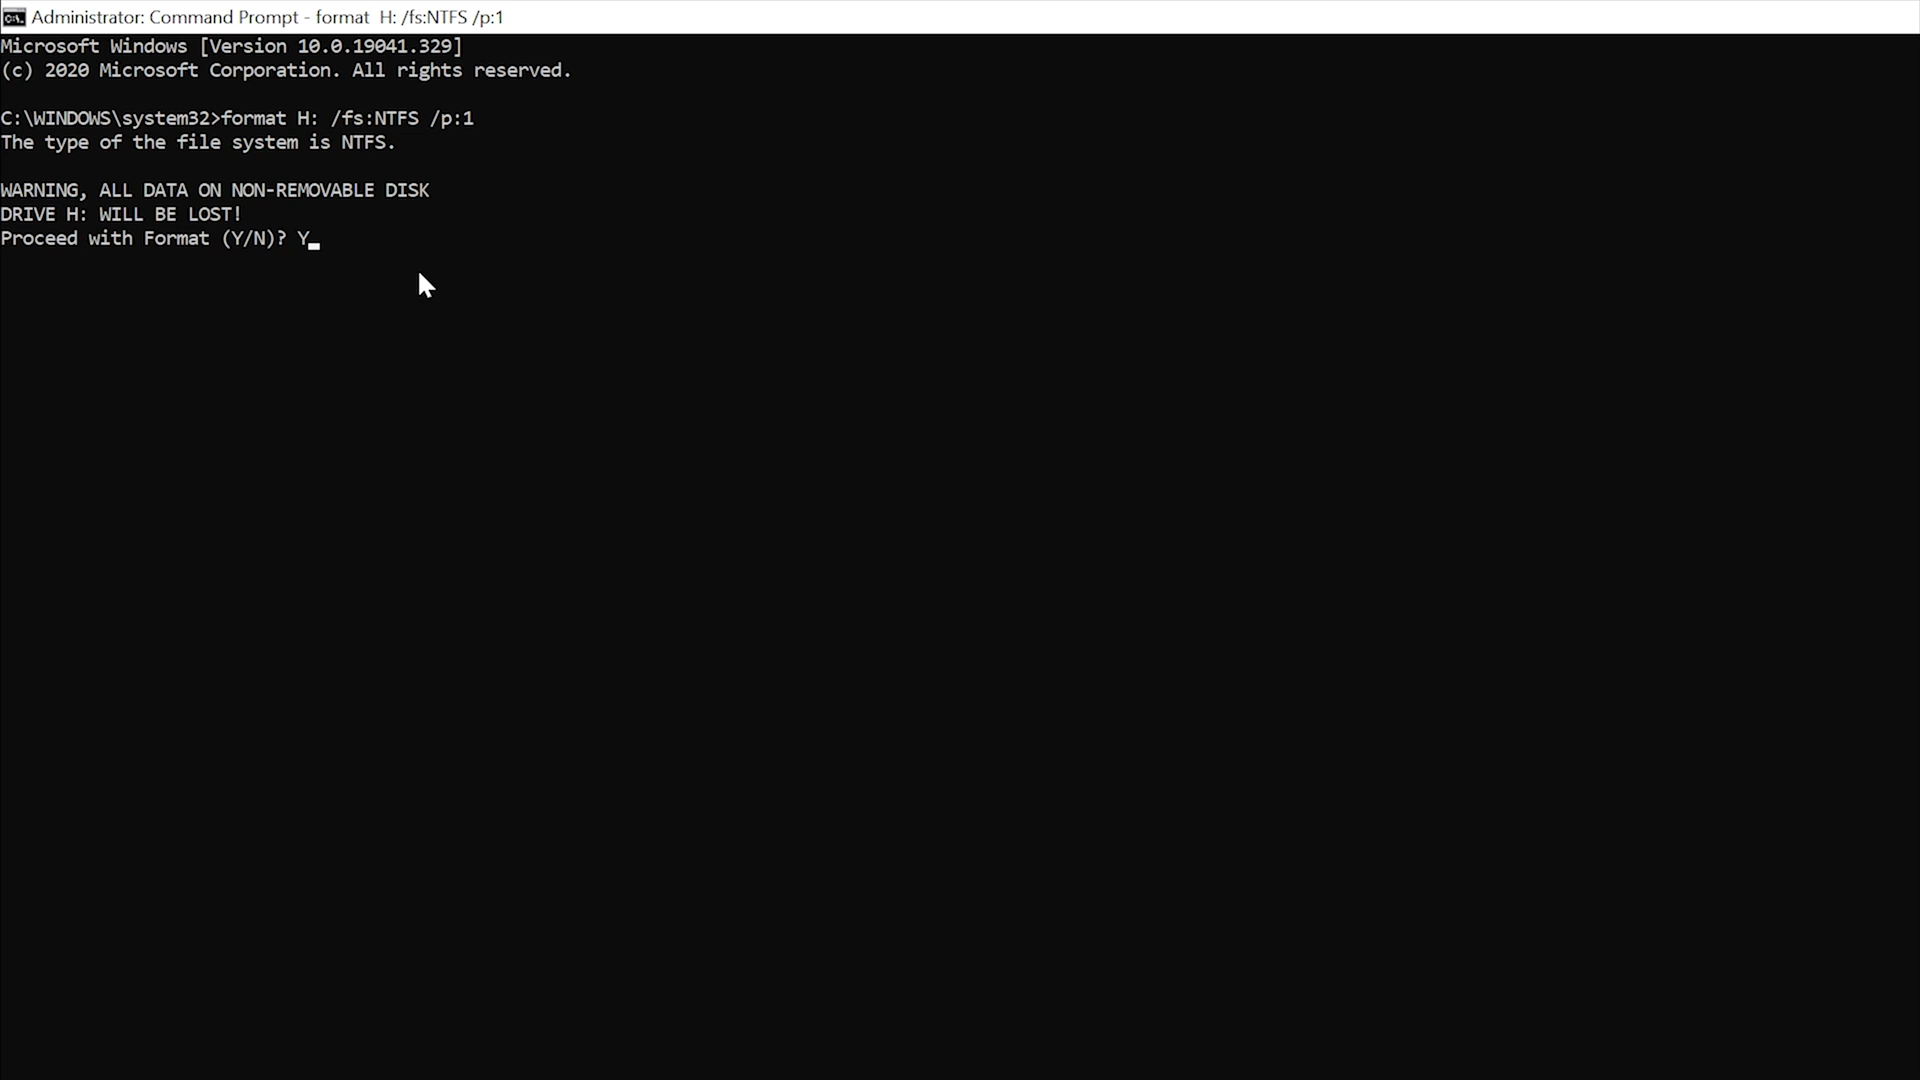 Administrator: Command Prompt - format  H: /fs:NTFS /p:1
Microsoft Windows [Version 10.0.19041.329]
(c) 2020 Microsoft Corporation. All rights reserved.
C:\WINDOWS\system32>format H: /fs:NTFS /p:1
The type of the file system is NTFS.
WARNING, ALL DATA ON NON-REMOVABLE DISK
DRIVE H: WILL BE LOST!
Proceed with Format (Y/N)? Y